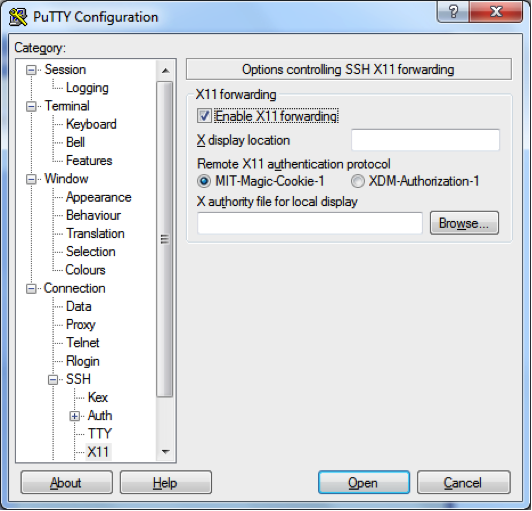 PuTTY Configuration
Category:
Session
Logging
Terminal
Keyboard
Bell
Features
Window
Appearance
Behaviour
Translation
Selection
Colours
Connection
Data
Proxy
Telnet
Rlogin
SSH
Kex
Auth
TTY
X11
Options controlling SSH X11 forwarding
X11 forwarding
Enable X11 forwarding
X display location
Remote X11 authentication protocol
MIT-Magic-Cookie-1 XDM-Authorization-1
X authority file for local display
Browse...
About Help Open Cancel